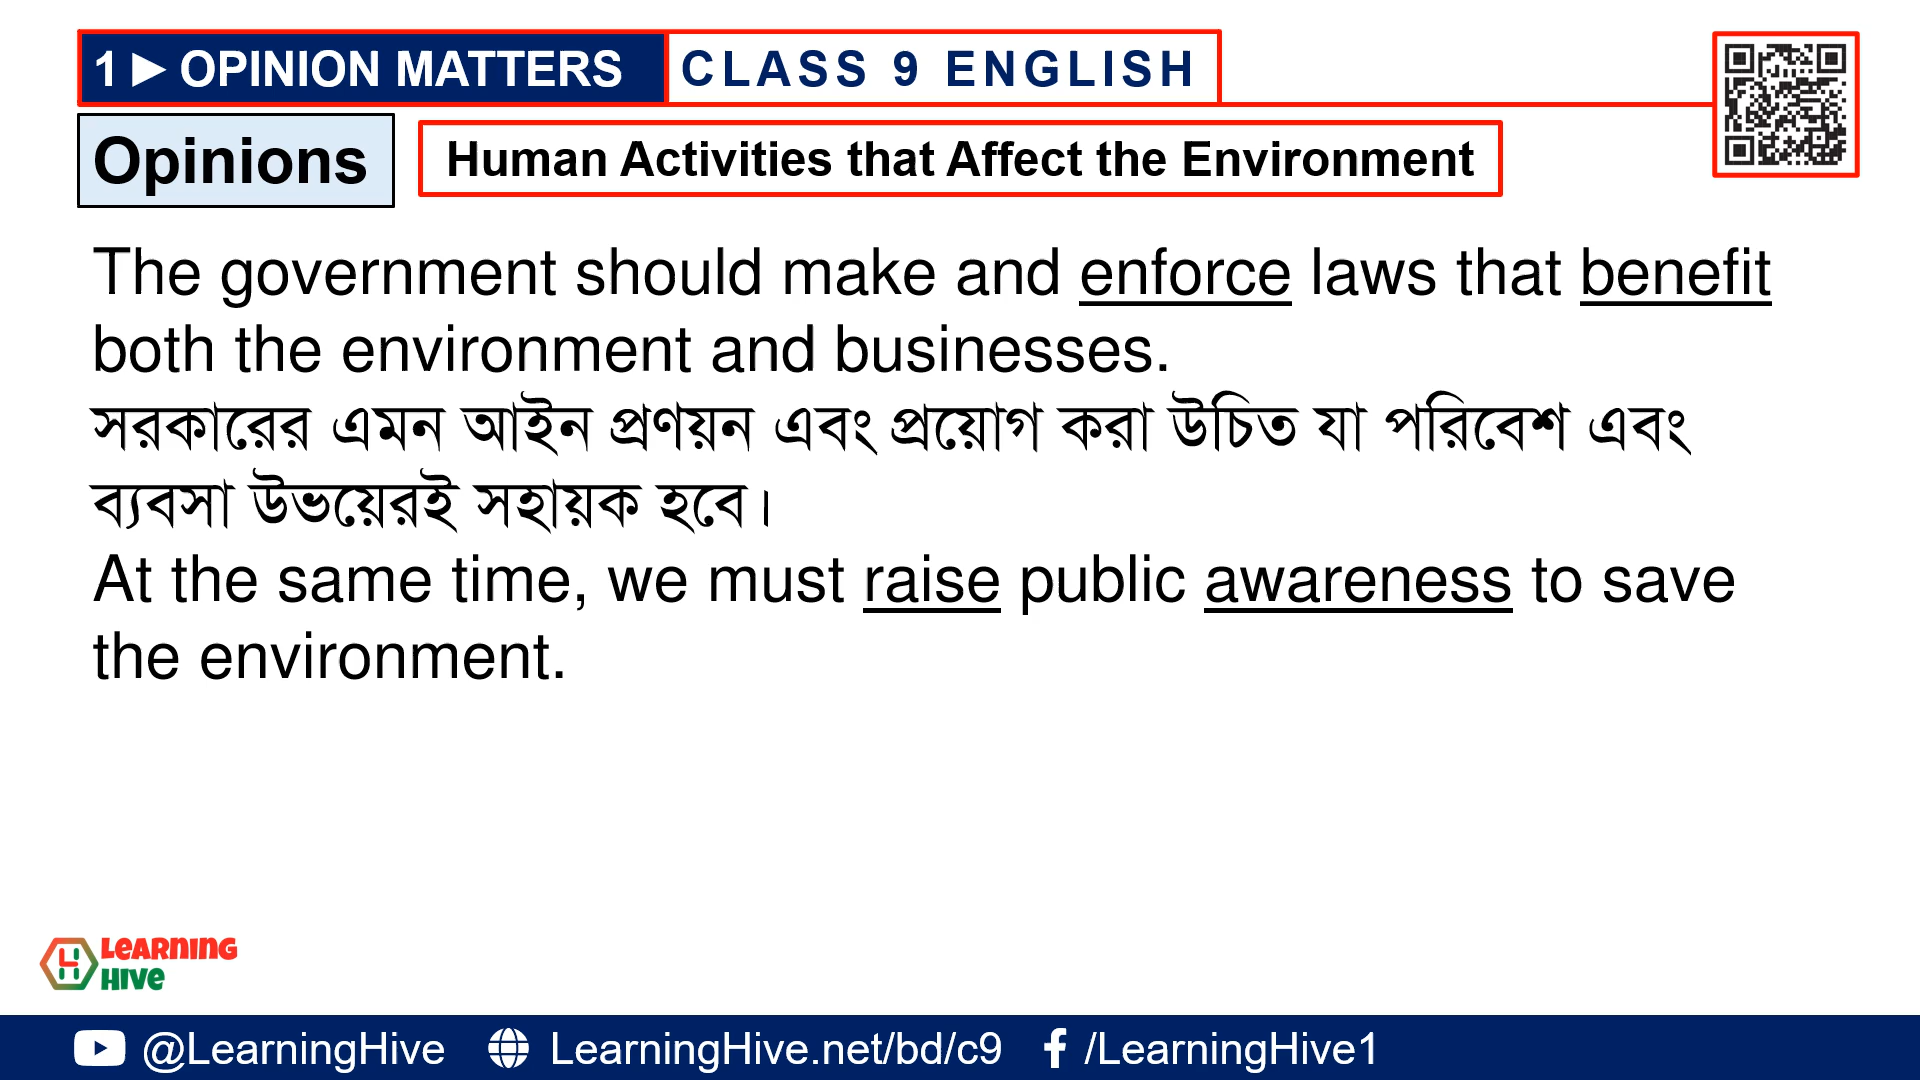 1 ▶ OPINION MATTERS CLASS 9 ENGLISH
Opinions Human Activities that Affect the Environment
The government should make and enforce laws that benefit
both the environment and businesses.
সরকারের এমন আইন প্রণয়ন এবং প্রয়োগ করা উচিত যা পরিবেশ এবং
ব্যবসা উভয়েরই সহায়ক হবে।
At the same time, we must raise public awareness to save
the environment.
LEARNING
HIVE
@LearningHive LearningHive.net/bd/c9 /LearningHive1